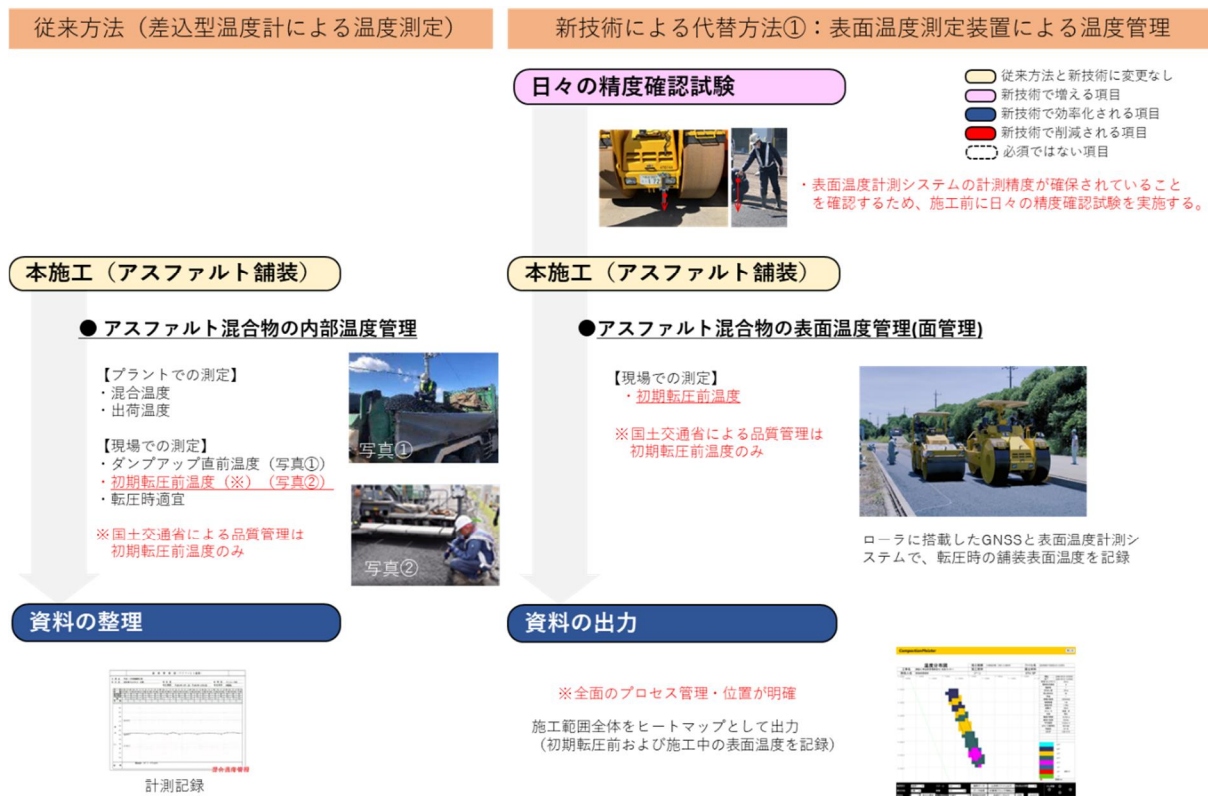 従来方法（差込型温度計による温度測定）
新技術による代替方法①：表面温度測定装置による温度管理
日々の精度確認試験
従来方法と新技術に変更なし
新技術で増える項目
新技術で効率化される項目
新技術で削減される項目
必須ではない項目
・表面温度計測システムの計測精度が確保されていること
を確認するため、施工前に日々の精度確認試験を実施する。
本施工（アスファルト舗装）
● アスファルト混合物の内部温度管理
【プラントでの測定】
・混合温度
・出荷温度
【現場での測定】
・ダンプアップ直前温度（写真①）
・初期転圧前温度（※）（写真②）
・転圧時適宜
※国土交通省による品質管理は
初期転圧前温度のみ
写真①
写真②
本施工（アスファルト舗装）
●アスファルト混合物の表面温度管理(面管理)
【現場での測定】
・初期転圧前温度
※国土交通省による品質管理は
初期転圧前温度のみ
ローラに搭載したGNSSと表面温度計測シ
ステムで、転圧時の舗装表面温度を記録
資料の整理
計測記録
資料の出力
※全面のプロセス管理・位置が明確
施工範囲全体をヒートマップとして出力
（初期転圧前および施工中の表面温度を記録）
CompactionMeister
温度分布図